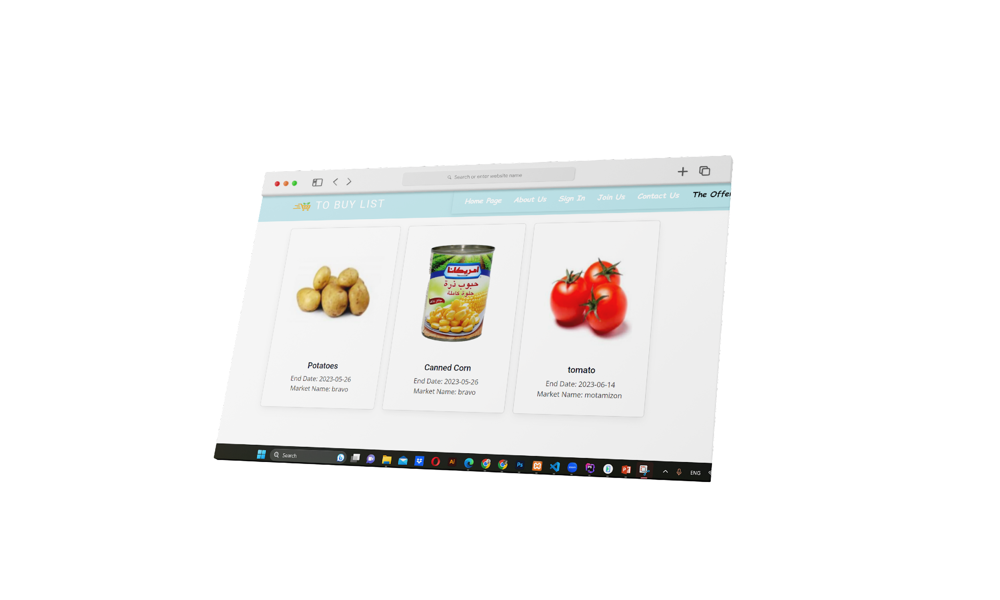 Search or enter website name
TO BUY LIST
Home Page About Us Sign In Join Us Contact Us The Offer
امريكانا
حبوب ذرة
حلوة كاملة
Potatoes
End Date: 2023-05-26
Market Name: bravo
Canned Corn
End Date: 2023-05-26
Market Name: bravo
tomato
End Date: 2023-06-14
Market Name: motamizon
Search
Ai
Ps
zoom
PS
P
ENG